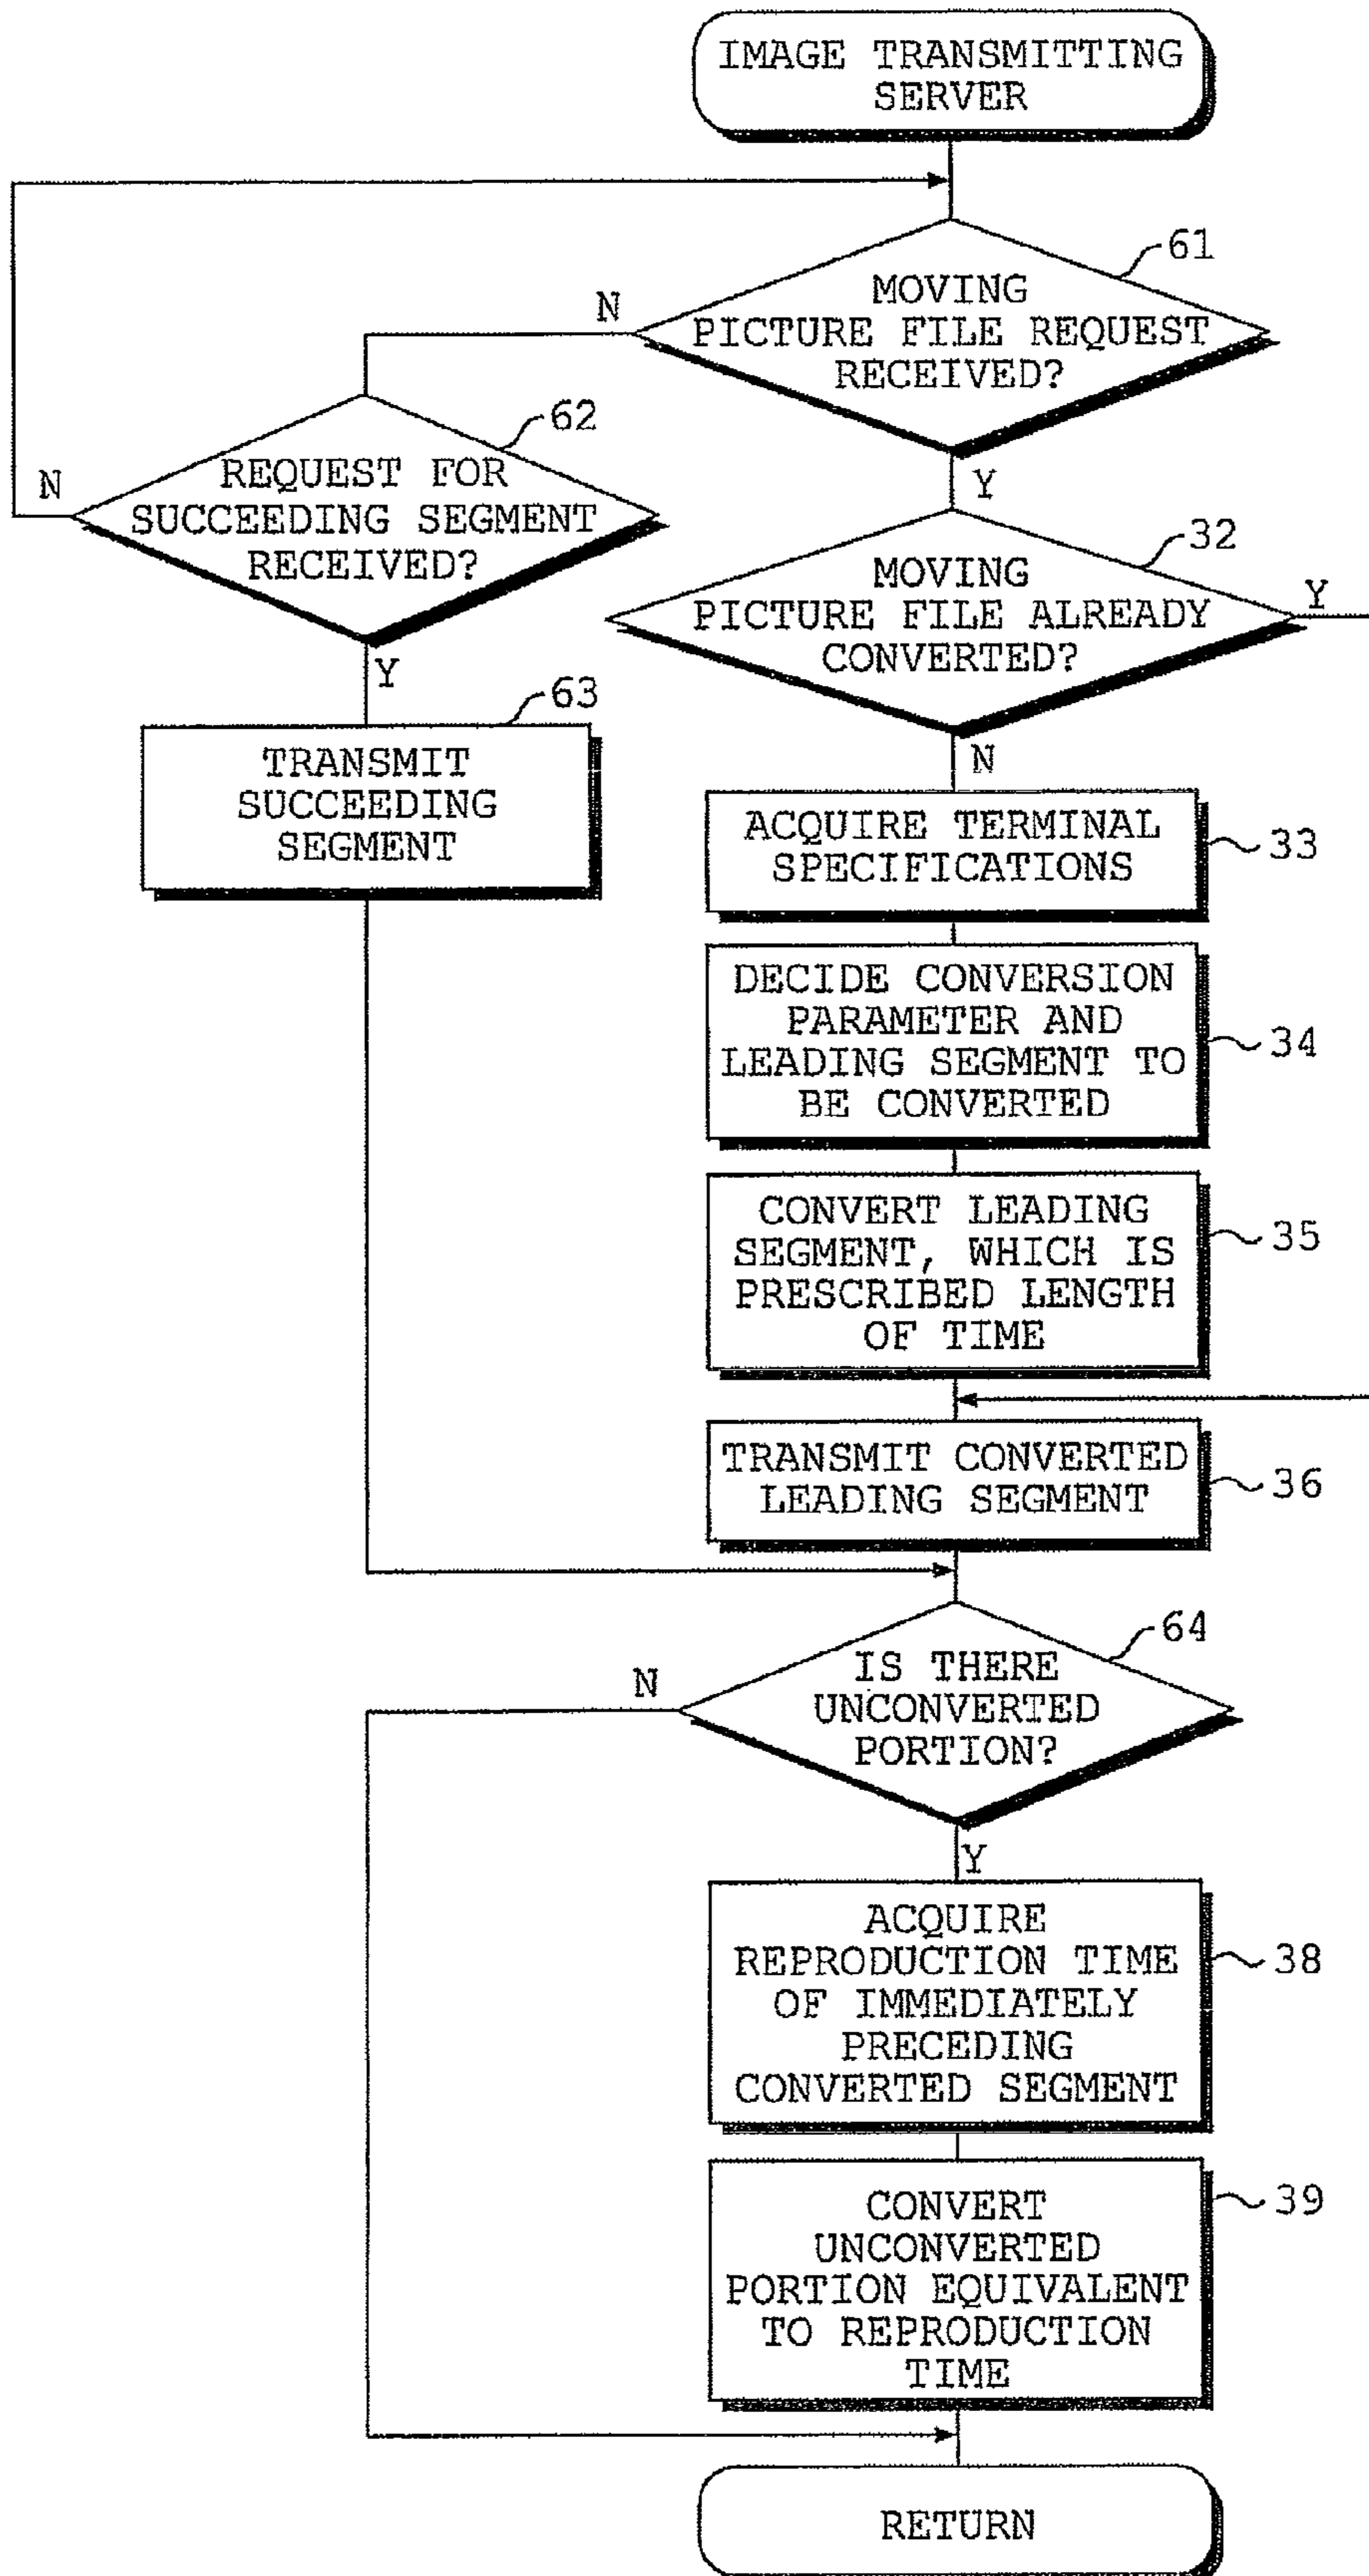 IMAGE TRANSMITTING
SERVER
61
MOVING
PICTURE FILE REQUEST
RECEIVED?
N
Y
62
REQUEST FOR
SUCCEEDING SEGMENT
RECEIVED?
N
Y
63
TRANSMIT
SUCCEEDING
SEGMENT
32
MOVING
PICTURE FILE ALREADY
CONVERTED?
Y
N
ACQUIRE TERMINAL
SPECIFICATIONS
33
DECIDE CONVERSION
PARAMETER AND
LEADING SEGMENT TO
BE CONVERTED
34
CONVERT LEADING
SEGMENT, WHICH IS
PRESCRIBED LENGTH
OF TIME
35
TRANSMIT CONVERTED
LEADING SEGMENT
36
64
IS THERE
UNCONVERTED
PORTION?
N
Y
ACQUIRE
REPRODUCTION TIME
OF IMMEDIATELY
PRECEDING
CONVERTED SEGMENT
38
CONVERT
UNCONVERTED
PORTION EQUIVALENT
TO REPRODUCTION
TIME
39
RETURN